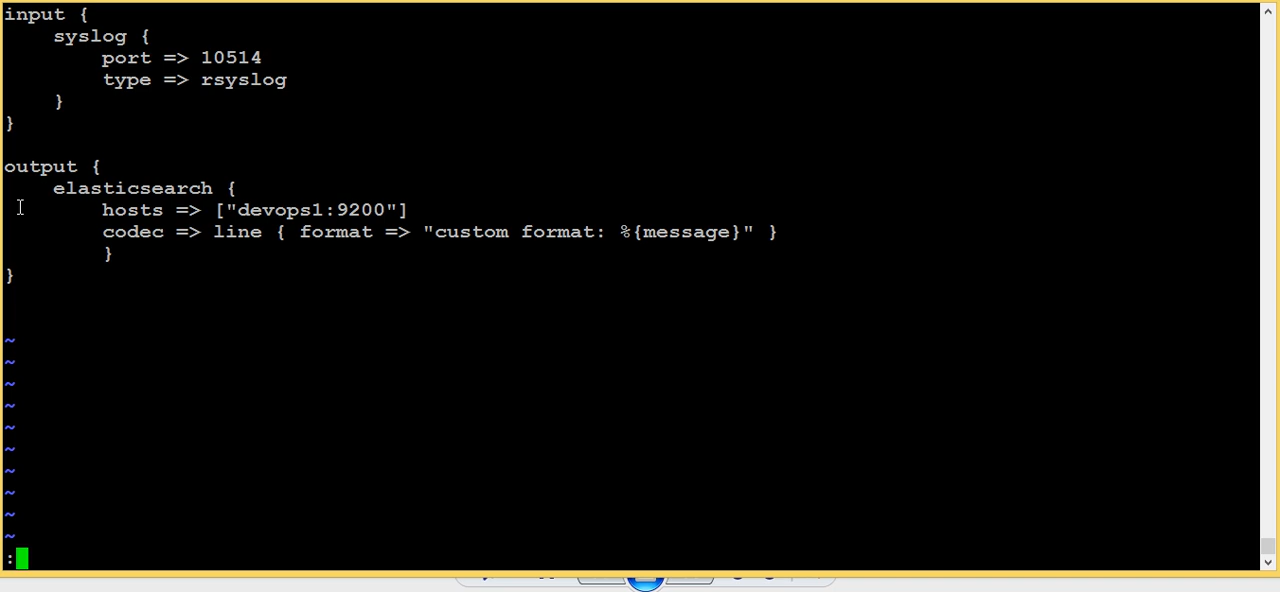 input {
    syslog {
        port => 10514
        type => rsyslog
    }
}

output {
    elasticsearch {
        hosts => ["devops1:9200"]
        codec => line { format => "custom format: %{message}" }
        }
}
~
~
~
~
~
~
~
~
~
~
: